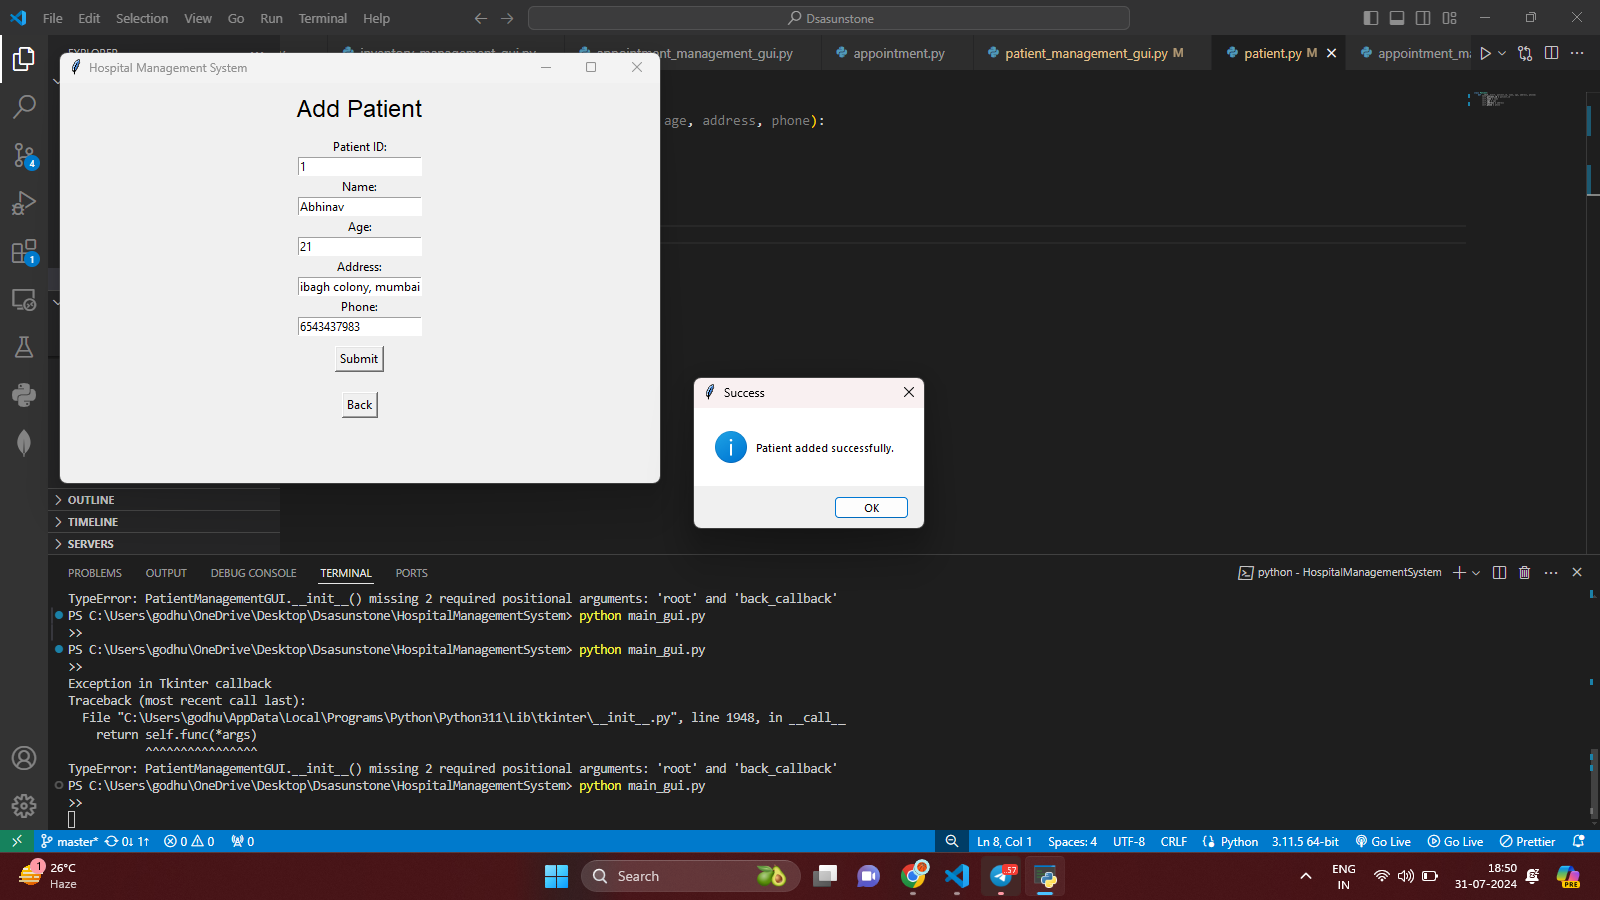 File Edit Selection View Go Run Terminal Help
Dsasunstone
EXPLORER
appointment_management_gui.py
appointment.py
patient_management_gui.py M
patient.py M
appointment_ma
Hospital Management System
age, address, phone):
Add Patient
Patient ID:
1
Name:
Abhinav
Age:
21
Address:
ibagh colony, mumbai
Phone:
6543437983
Submit
Back
Success
Patient added successfully.
OK
4
1
OUTLINE
TIMELINE
SERVERS
PROBLEMS OUTPUT DEBUG CONSOLE TERMINAL PORTS
python - HospitalManagementSystem
TypeError: PatientManagementGUI.__init__() missing 2 required positional arguments: 'root' and 'back_callback'
PS C:\Users\godhu\OneDrive\Desktop\Dsasunstone\HospitalManagementSystem> python main_gui.py
>>
PS C:\Users\godhu\OneDrive\Desktop\Dsasunstone\HospitalManagementSystem> python main_gui.py
>>
Exception in Tkinter callback
Traceback (most recent call last):
File "C:\Users\godhu\AppData\Local\Programs\Python\Python311\Lib\tkinter\__init__.py", line 1948, in __call__
return self.func(*args)
^^^^^^^^^^^^^^^^
TypeError: PatientManagementGUI.__init__() missing 2 required positional arguments: 'root' and 'back_callback'
PS C:\Users\godhu\OneDrive\Desktop\Dsasunstone\HospitalManagementSystem> python main_gui.py
>>
master* 0↓ 1↑ 0 0 0
Ln 8, Col 1 Spaces: 4 UTF-8 CRLF Python 3.11.5 64-bit Go Live Go Live Prettier
1
26°C
Haze
Search
57
ENG
IN
18:50
31-07-2024
PRE